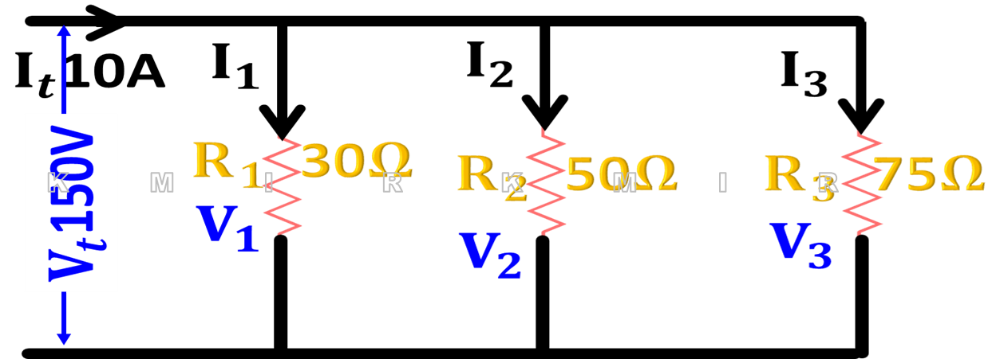 Iₜ 10A
I₁
I₂
I₃
R₁ 30Ω
R₂ 50Ω
R₃ 75Ω
K M I R K M I R
Vₜ 150V
V₁
V₂
V₃